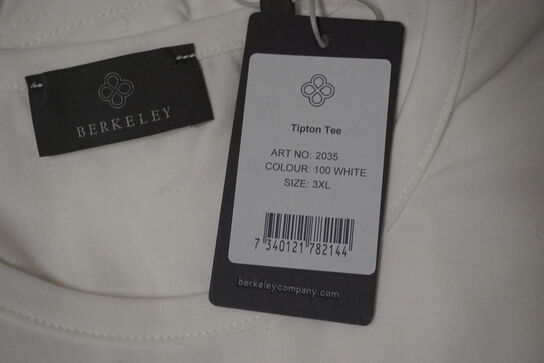 BERKELEY
Tipton Tee
ART NO: 2035
COLOUR: 100 WHITE
SIZE: 3XL
7 340121 782144
berkeleycompany.com